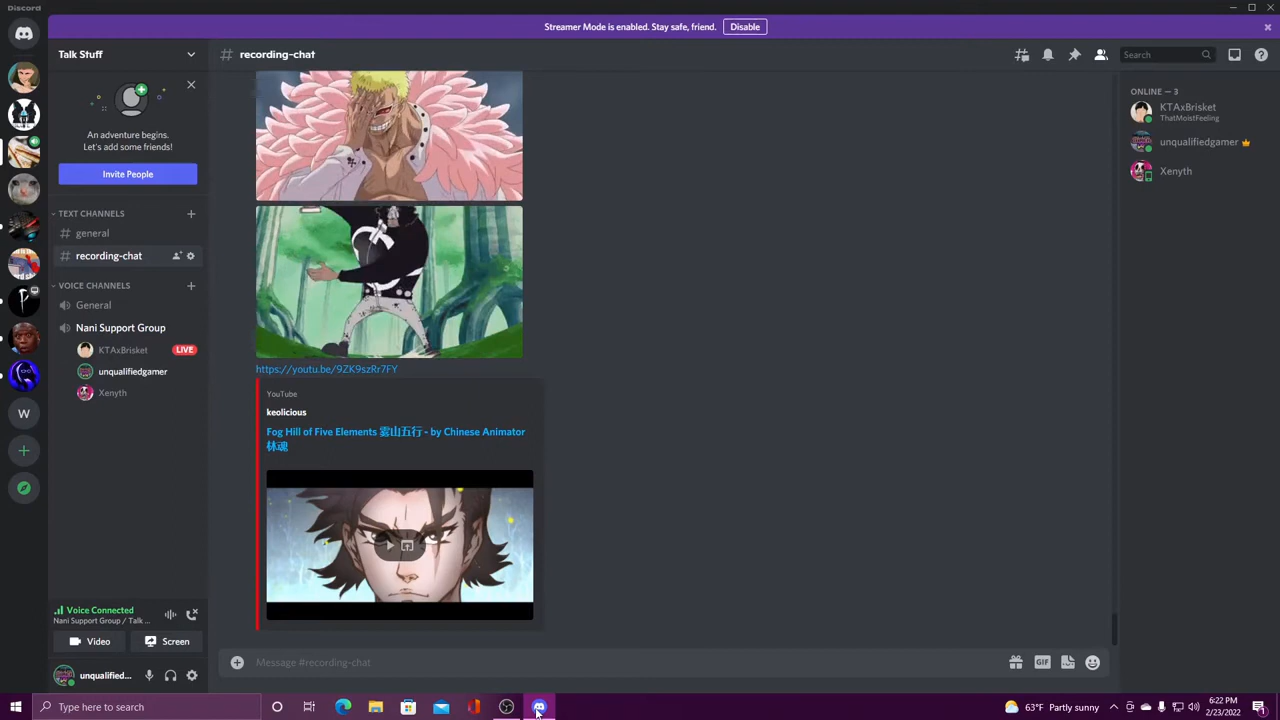 Discord
Streamer Mode is enabled. Stay safe, friend. Disable
Talk Stuff
# recording-chat
Search
An adventure begins.
Let's add some friends!
Invite People
TEXT CHANNELS
# general
# recording-chat
VOICE CHANNELS
General
Nani Support Group
KTAxBrisket LIVE
unqualifiedgamer
Xenyth
W
https://youtu.be/9ZK9szRr7FY
YouTube
keolicious
Fog Hill of Five Elements 雾山五行 - by Chinese Animator
林魂
ONLINE — 3
KTAxBrisket
ThatMoistFeeling
unqualifiedgamer
Xenyth
Voice Connected
Nani Support Group / Talk ...
Video
Screen
unqualified...
Message #recording-chat
GIF
Type here to search
63°F Partly sunny
6:22 PM
2/23/2022
1